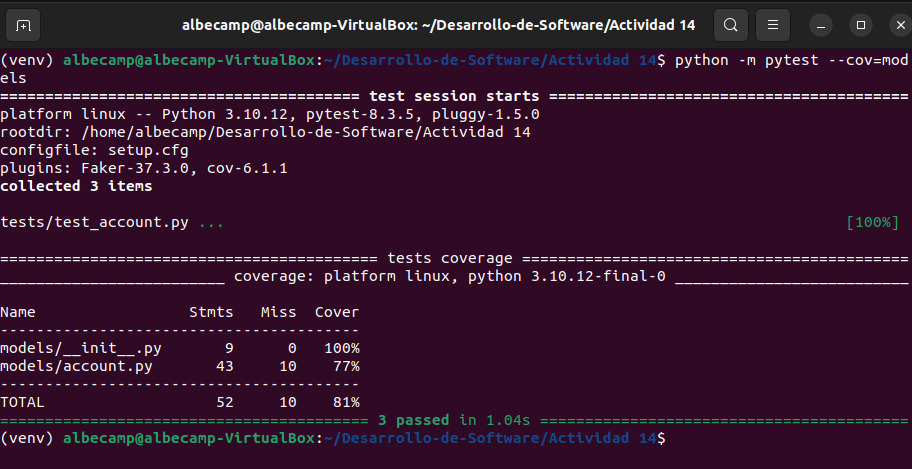 albecamp@albecamp-VirtualBox: ~/Desarrollo-de-Software/Actividad 14
(venv) albecamp@albecamp-VirtualBox:~/Desarrollo-de-Software/Actividad 14$ python -m pytest --cov=mod
els
======================================== test session starts ========================================
platform linux -- Python 3.10.12, pytest-8.3.5, pluggy-1.5.0
rootdir: /home/albecamp/Desarrollo-de-Software/Actividad 14
configfile: setup.cfg
plugins: Faker-37.3.0, cov-6.1.1
collected 3 items
tests/test_account.py ... [100%]
========================================== tests coverage ===========================================
_________________________ coverage: platform linux, python 3.10.12-final-0 __________________________
Name Stmts Miss Cover
----------------------------------------
models/__init__.py 9 0 100%
models/account.py 43 10 77%
----------------------------------------
TOTAL 52 10 81%
========================================= 3 passed in 1.04s =========================================
(venv) albecamp@albecamp-VirtualBox:~/Desarrollo-de-Software/Actividad 14$